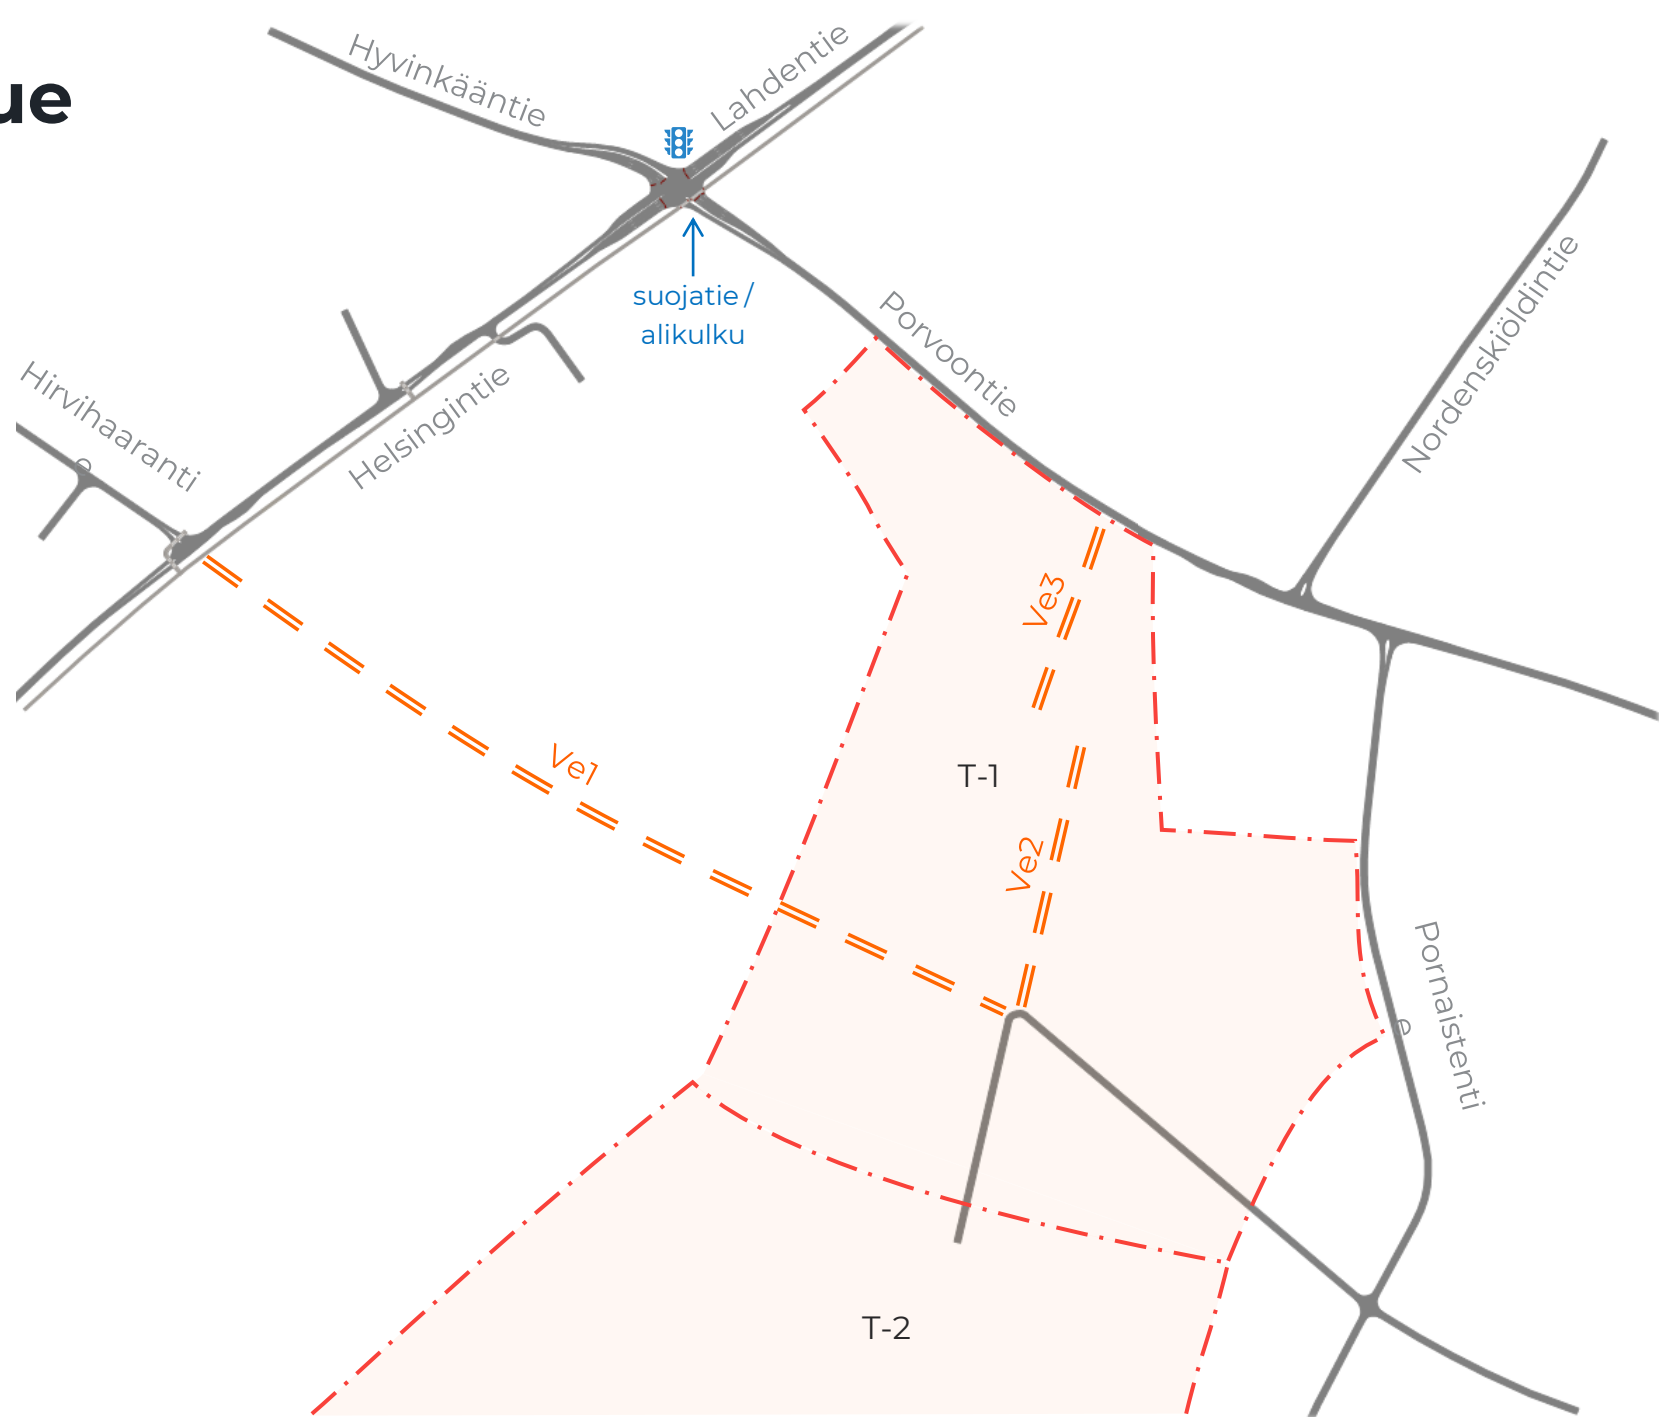 ue
Hyvinkääntie
Lahdentie
suojatie/
alikulku
Porvoontie
Nordenskiöldintie
Hirvihaaranti
e
Helsingintie
Ve3
Ve1
T-1
Ve2
Pornaistenti
e
T-2